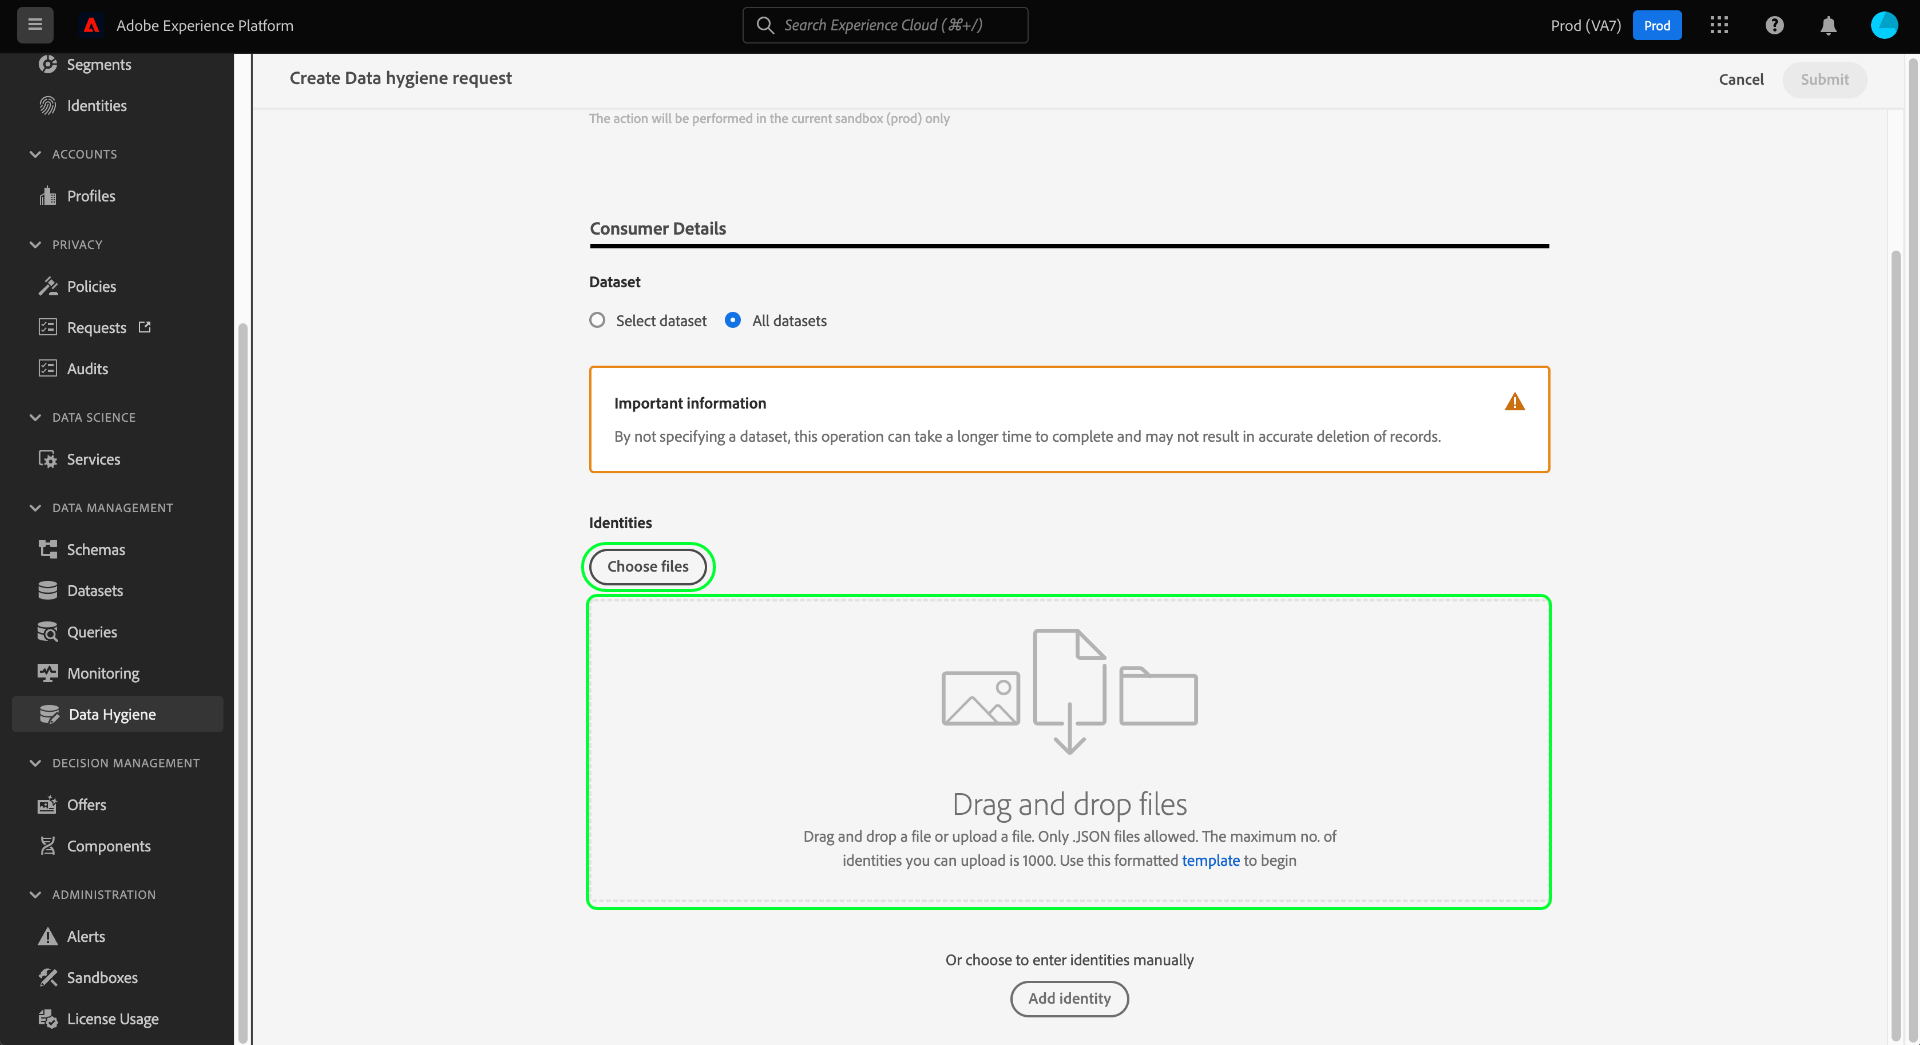 Adobe Experience Platform
Search Experience Cloud (⌘+/)
Prod (VA7)
Prod
Segments
Identities
ACCOUNTS
Profiles
PRIVACY
Policies
Requests
Audits
DATA SCIENCE
Services
DATA MANAGEMENT
Schemas
Datasets
Queries
Monitoring
Data Hygiene
DECISION MANAGEMENT
Offers
Components
ADMINISTRATION
Alerts
Sandboxes
License Usage
Create Data hygiene request
Cancel
Submit
The action will be performed in the current sandbox (prod) only
Consumer Details
Dataset
Select dataset
All datasets
Important information
By not specifying a dataset, this operation can take a longer time to complete and may not result in accurate deletion of records.
Identities
Choose files
Drag and drop files
Drag and drop a file or upload a file. Only .JSON files allowed. The maximum no. of
identities you can upload is 1000. Use this formatted template to begin
Or choose to enter identities manually
Add identity